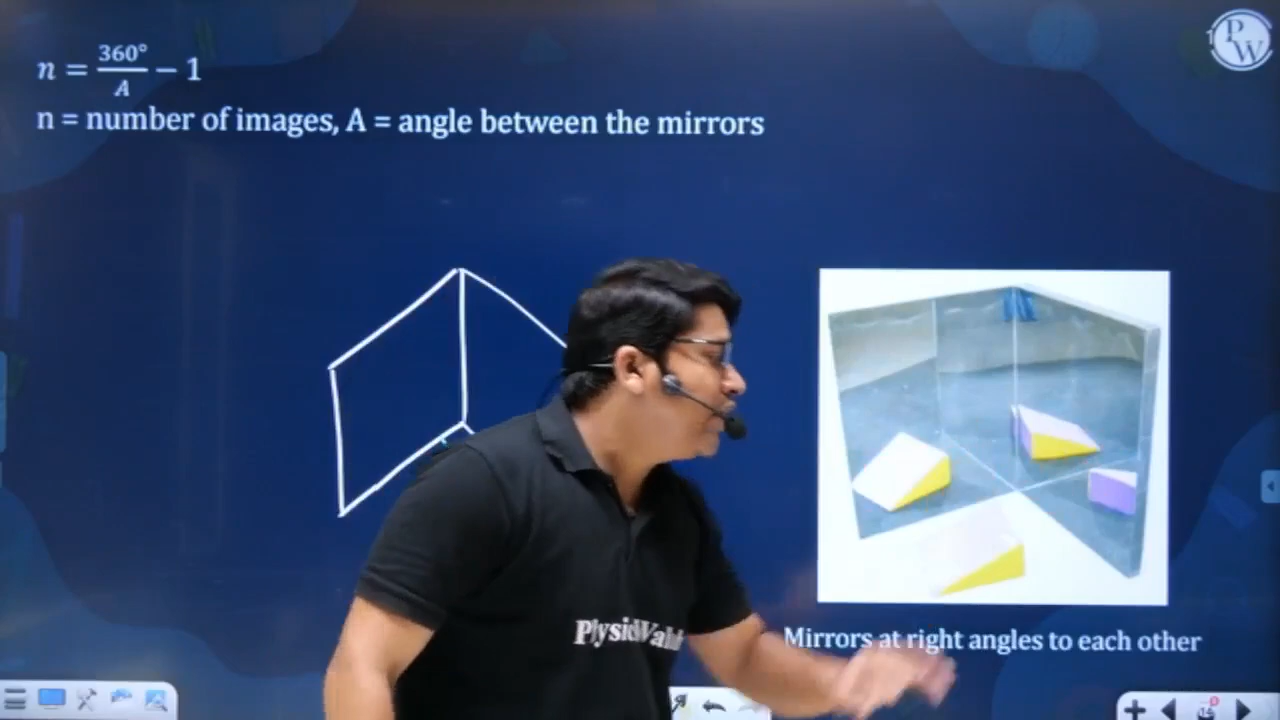 PW
n = 360°/A − 1
n = number of images, A = angle between the mirrors
PhysicsWallah
Mirrors at right angles to each other